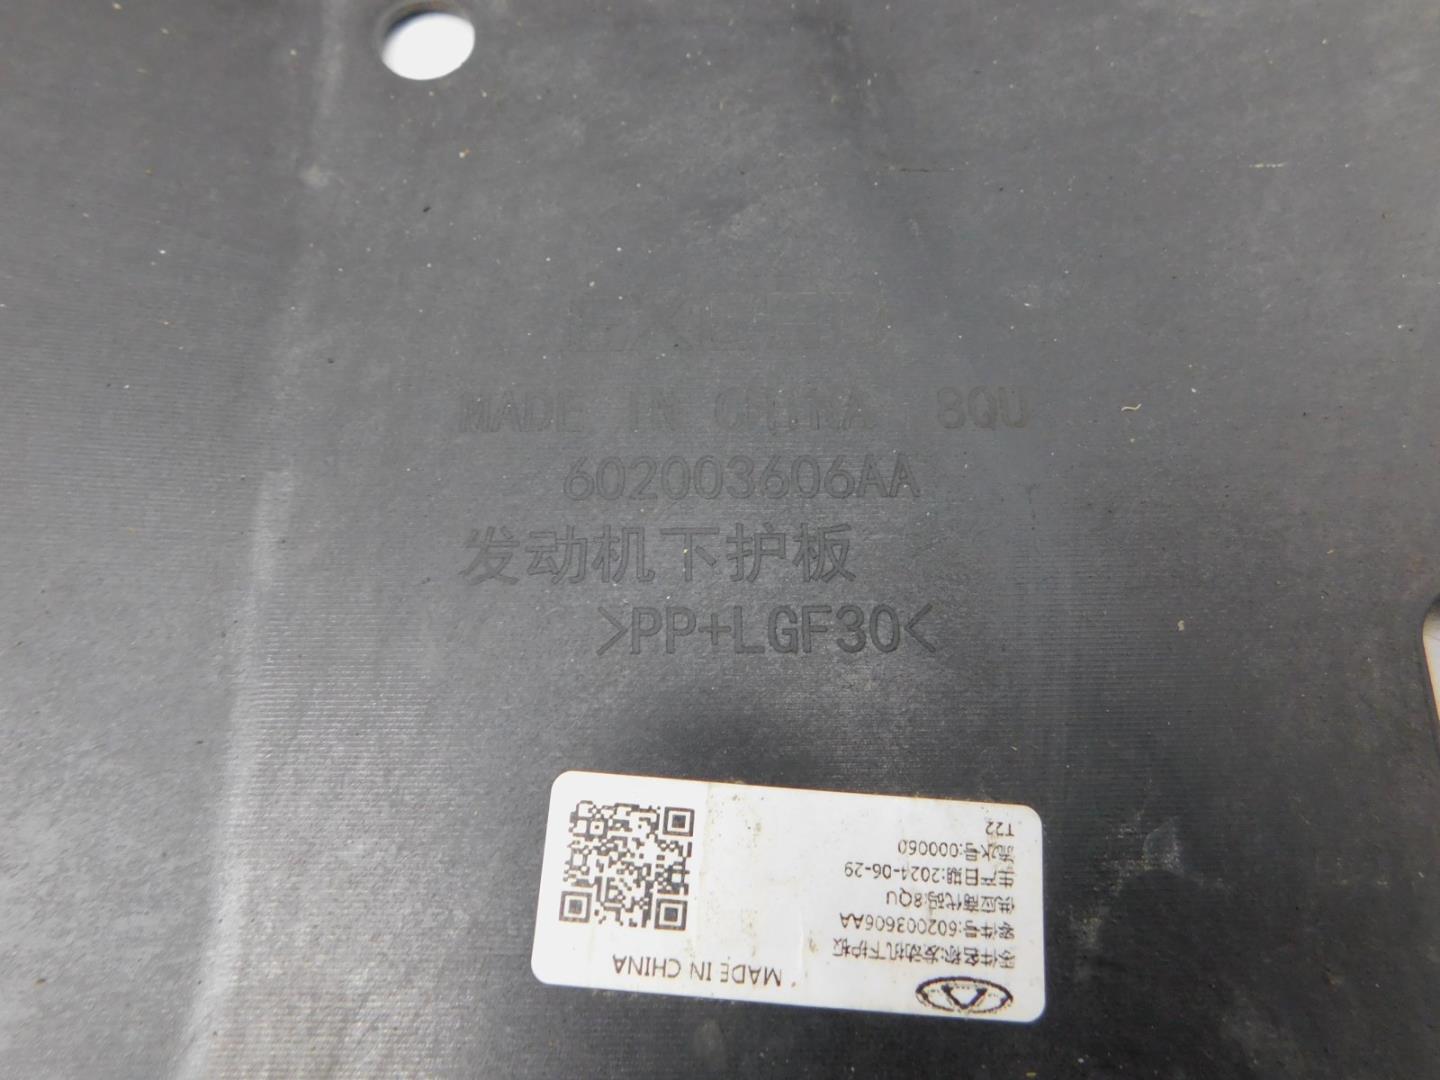 EXEED
MADE IN CHINA 8QU
602003606AA
发动机下护板
>PP+LGF30<
MADE IN CHINA
零件名称:发动机下护板
零件号:602003606AA
供应商代码:8QU
生产日期:2024-06-29
流水号:000060
T22